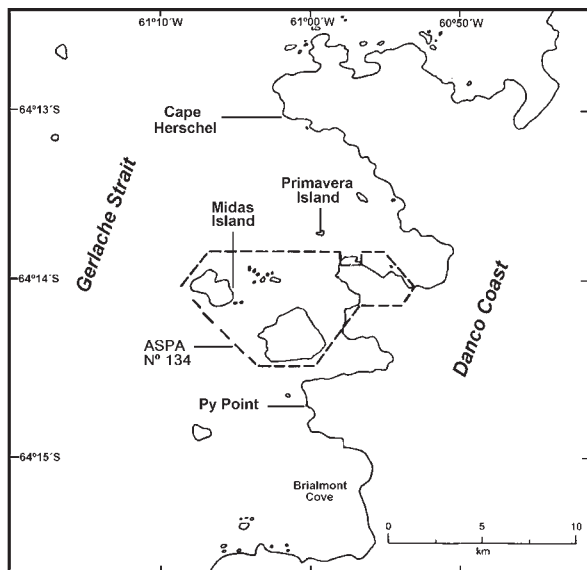 61°10'W
61°00'W
60°50'W
64°13'S
Cape
Herschel
Primavera
Island
Midas
Island
Gerlache Strait
64°14'S
Danco Coast
ASPA
Nº 134
Py Point
64°15'S
Brialmont
Cove
0
5
10
km